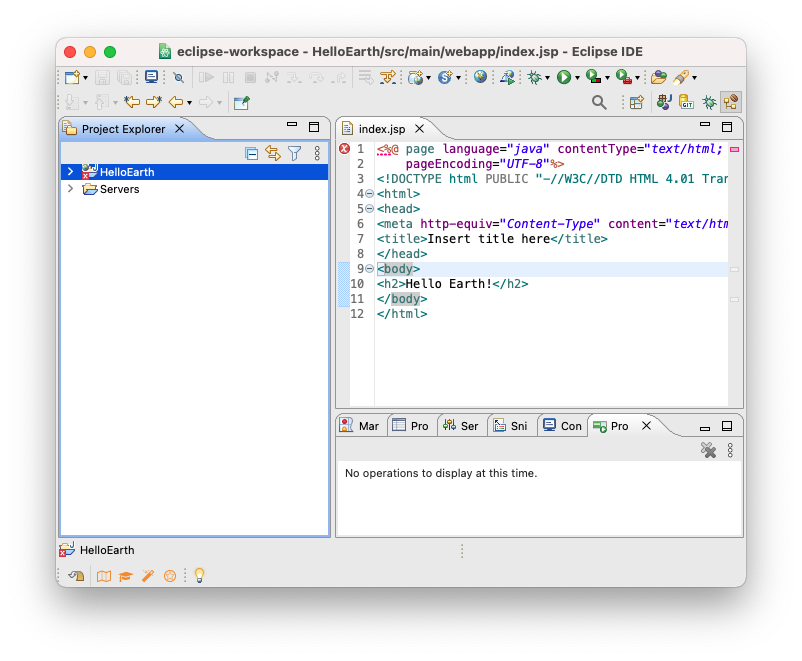 eclipse-workspace - HelloEarth/src/main/webapp/index.jsp - Eclipse IDE
GIT
Project Explorer
HelloEarth
Servers
index.jsp
1 <%@ page language="java" contentType="text/html;
2 pageEncoding="UTF-8"%>
3 <!DOCTYPE html PUBLIC "-//W3C//DTD HTML 4.01 Tran
4 <html>
5 <head>
6 <meta http-equiv="Content-Type" content="text/htm
7 <title>Insert title here</title>
8 </head>
9 <body>
10 <h2>Hello Earth!</h2>
11 </body>
12 </html>
Mar Pro Ser Sni Con Pro
No operations to display at this time.
HelloEarth